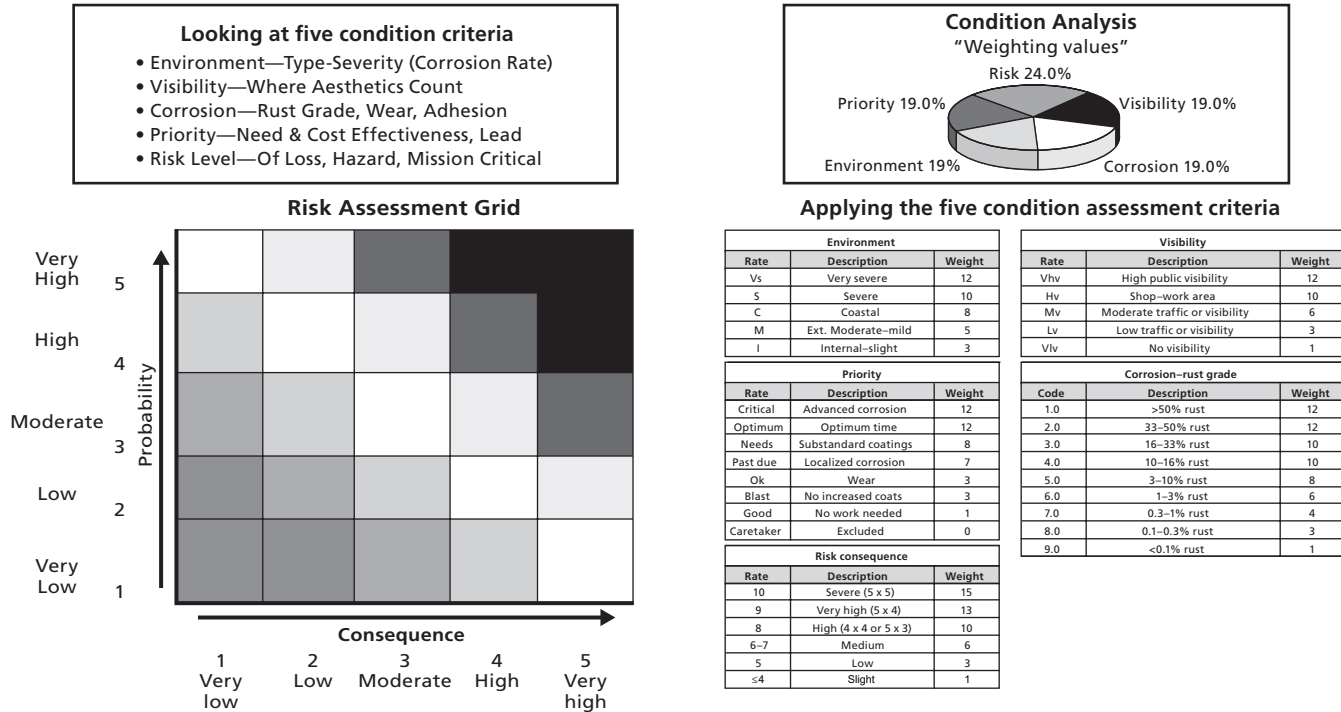 Looking at five condition criteria
• Environment—Type-Severity (Corrosion Rate)
• Visibility—Where Aesthetics Count
• Corrosion—Rust Grade, Wear, Adhesion
• Priority—Need & Cost Effectiveness, Lead
• Risk Level—Of Loss, Hazard, Mission Critical
Condition Analysis
“Weighting values”
Risk 24.0%
Priority 19.0%
Visibility 19.0%
Environment 19%
Corrosion 19.0%
Risk Assessment Grid
Very
High
5
High
4
Moderate
3
Low
2
Very
Low
1
Probability
Consequence
1
Very
low
2
Low
3
Moderate
4
High
5
Very
high
Applying the five condition assessment criteria
Environment
Rate Description Weight
Vs Very severe 12
S Severe 10
C Coastal 8
M Ext. Moderate–mild 5
I Internal–slight 3
Priority
Rate Description Weight
Critical Advanced corrosion 12
Optimum Optimum time 12
Needs Substandard coatings 8
Past due Localized corrosion 7
Ok Wear 3
Blast No increased coats 3
Good No work needed 1
Caretaker Excluded 0
Risk consequence
Rate Description Weight
10 Severe (5 x 5) 15
9 Very high (5 x 4) 13
8 High (4 x 4 or 5 x 3) 10
6–7 Medium 6
5 Low 3
≤4 Slight 1
Visibility
Rate Description Weight
Vhv High public visibility 12
Hv Shop–work area 10
Mv Moderate traffic or visibility 6
Lv Low traffic or visibility 3
Vlv No visibility 1
Corrosion–rust grade
Code Description Weight
1.0 >50% rust 12
2.0 33–50% rust 12
3.0 16–33% rust 10
4.0 10–16% rust 10
5.0 3–10% rust 8
6.0 1–3% rust 6
7.0 0.3–1% rust 4
8.0 0.1–0.3% rust 3
9.0 <0.1% rust 1